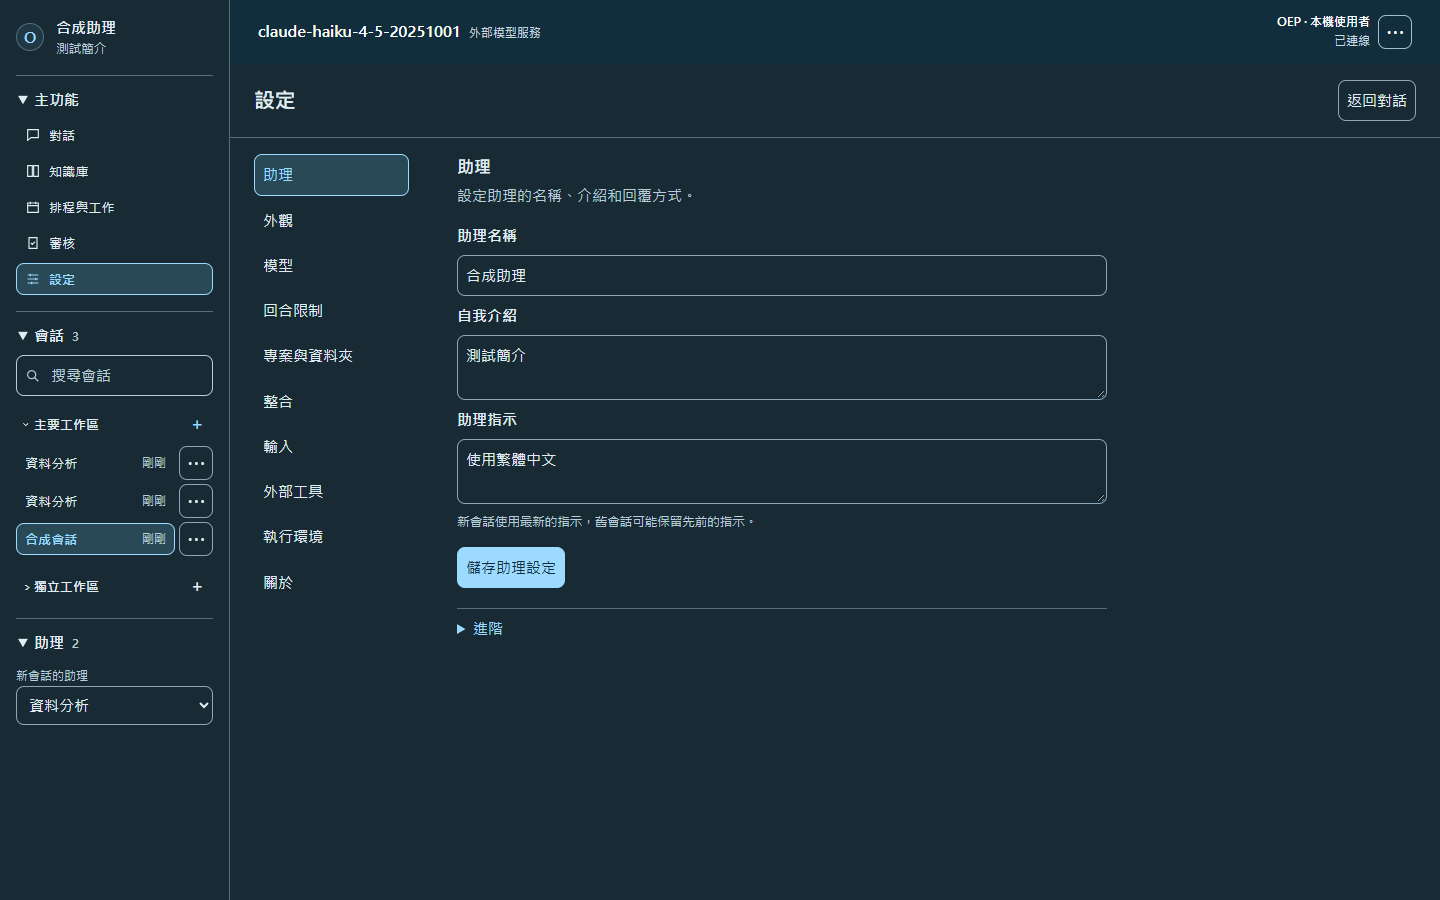 O
合成助理
測試簡介
主功能
對話
知識庫
排程與工作
審核
設定
會話 3
搜尋會話
主要工作區 +
資料分析 剛剛 ...
資料分析 剛剛 ...
合成會話 剛剛 ...
獨立工作區 +
助理 2
新會話的助理
資料分析
claude-haiku-4-5-20251001 外部模型服務
OEP · 本機使用者
已連線
...
設定
返回對話
助理
外觀
模型
回合限制
專案與資料夾
整合
輸入
外部工具
執行環境
關於
助理
設定助理的名稱、介紹和回覆方式。
助理名稱
合成助理
自我介紹
測試簡介
助理指示
使用繁體中文
新會話使用最新的指示，舊會話可能保留先前的指示。
儲存助理設定
進階